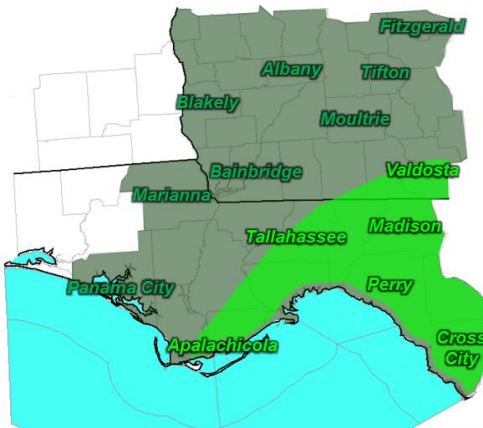 Fitzgerald
Albany
Tifton
Blakely
Moultrie
Bainbridge
Valdosta
Marianna
Tallahassee
Madison
Panama City
Perry
Apalachicola
Cross
City